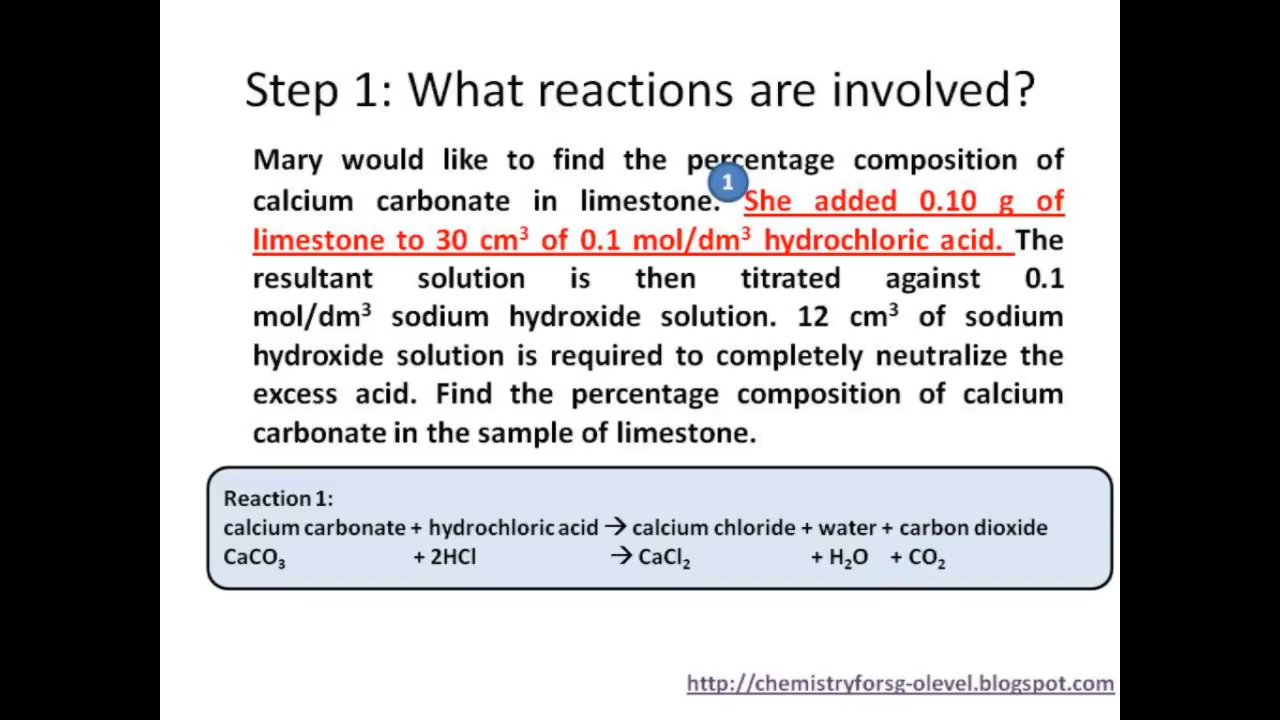 Step 1: What reactions are involved?
Mary would like to find the percentage composition of
1
calcium carbonate in limestone. She added 0.10 g of
limestone to 30 cm³ of 0.1 mol/dm³ hydrochloric acid. The
resultant solution is then titrated against 0.1
mol/dm³ sodium hydroxide solution. 12 cm³ of sodium
hydroxide solution is required to completely neutralize the
excess acid. Find the percentage composition of calcium
carbonate in the sample of limestone.
Reaction 1:
calcium carbonate + hydrochloric acid → calcium chloride + water + carbon dioxide
CaCO₃ + 2HCl → CaCl₂ + H₂O + CO₂
http://chemistryforsg-olevel.blogspot.com